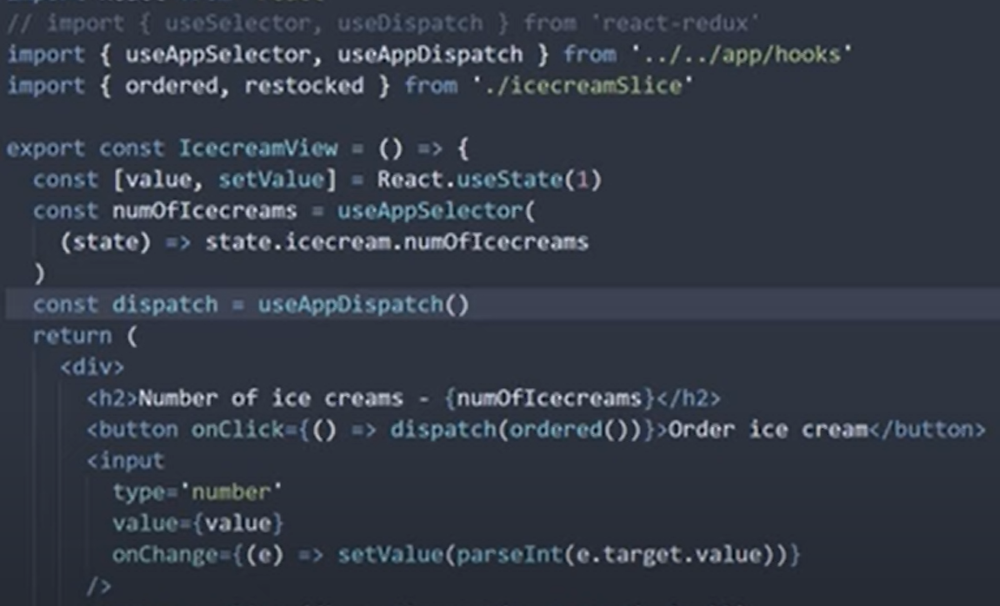 // import { useSelector, useDispatch } from 'react-redux'
import { useAppSelector, useAppDispatch } from '../../app/hooks'
import { ordered, restocked } from './icecreamSlice'
export const IcecreamView = () => {
const [value, setValue] = React.useState(1)
const numOfIcecreams = useAppSelector(
(state) => state.icecream.numOfIcecreams
)
const dispatch = useAppDispatch()
return (
<div>
<h2>Number of ice creams - {numOfIcecreams}</h2>
<button onClick={() => dispatch(ordered())}>Order ice cream</button>
<input
type='number'
value={value}
onChange={(e) => setValue(parseInt(e.target.value))}
/>